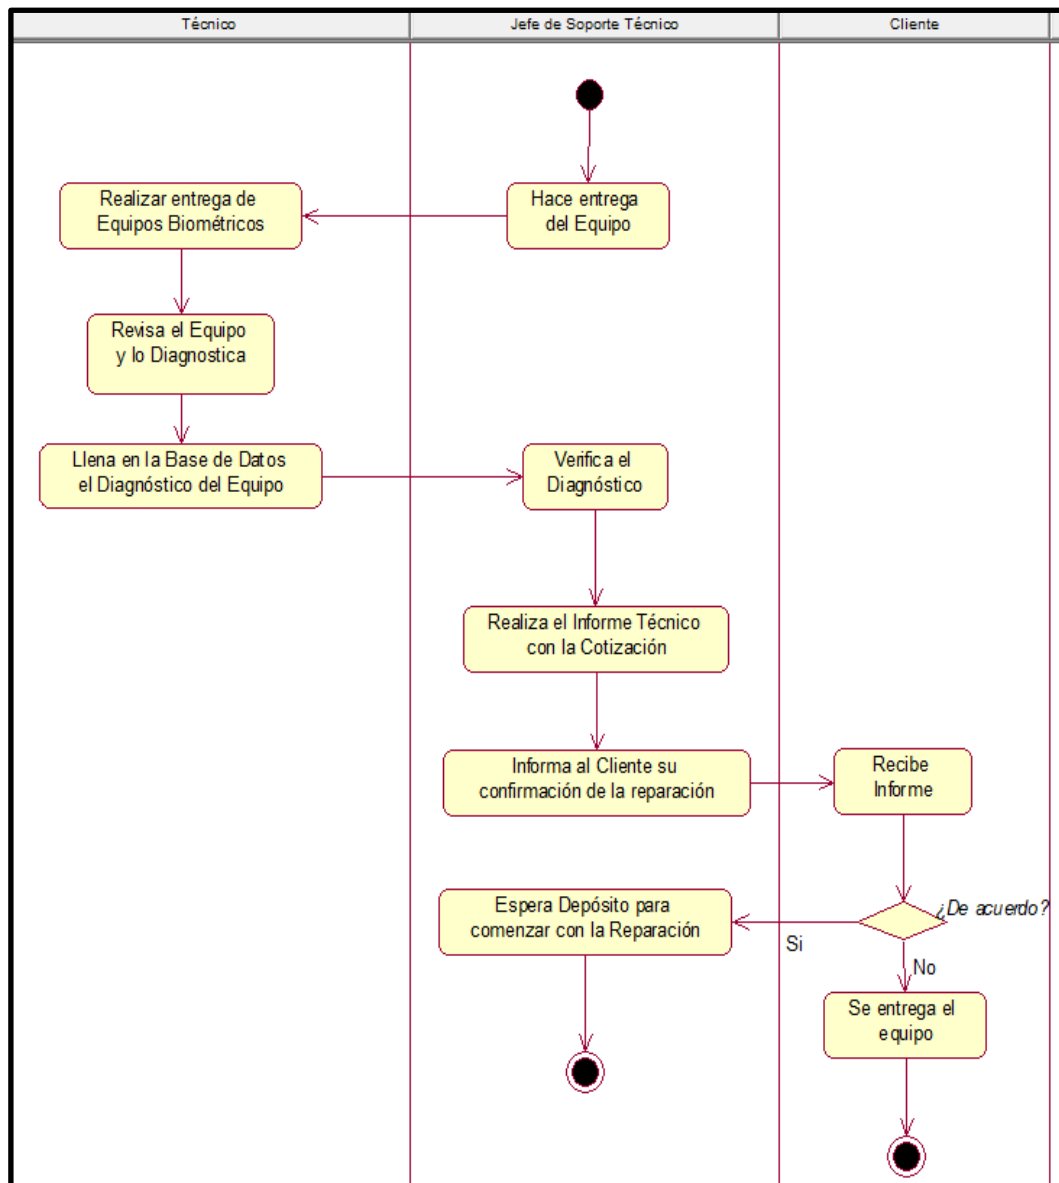 Técnico
Jefe de Soporte Técnico
Cliente
Hace entrega
del Equipo
Realizar entrega de
Equipos Biométricos
Revisa el Equipo
y lo Diagnostica
Llena en la Base de Datos
el Diagnóstico del Equipo
Verifica el
Diagnóstico
Realiza el Informe Técnico
con la Cotización
Informa al Cliente su
confirmación de la reparación
Recibe
Informe
¿De acuerdo?
Si
Espera Depósito para
comenzar con la Reparación
No
Se entrega el
equipo